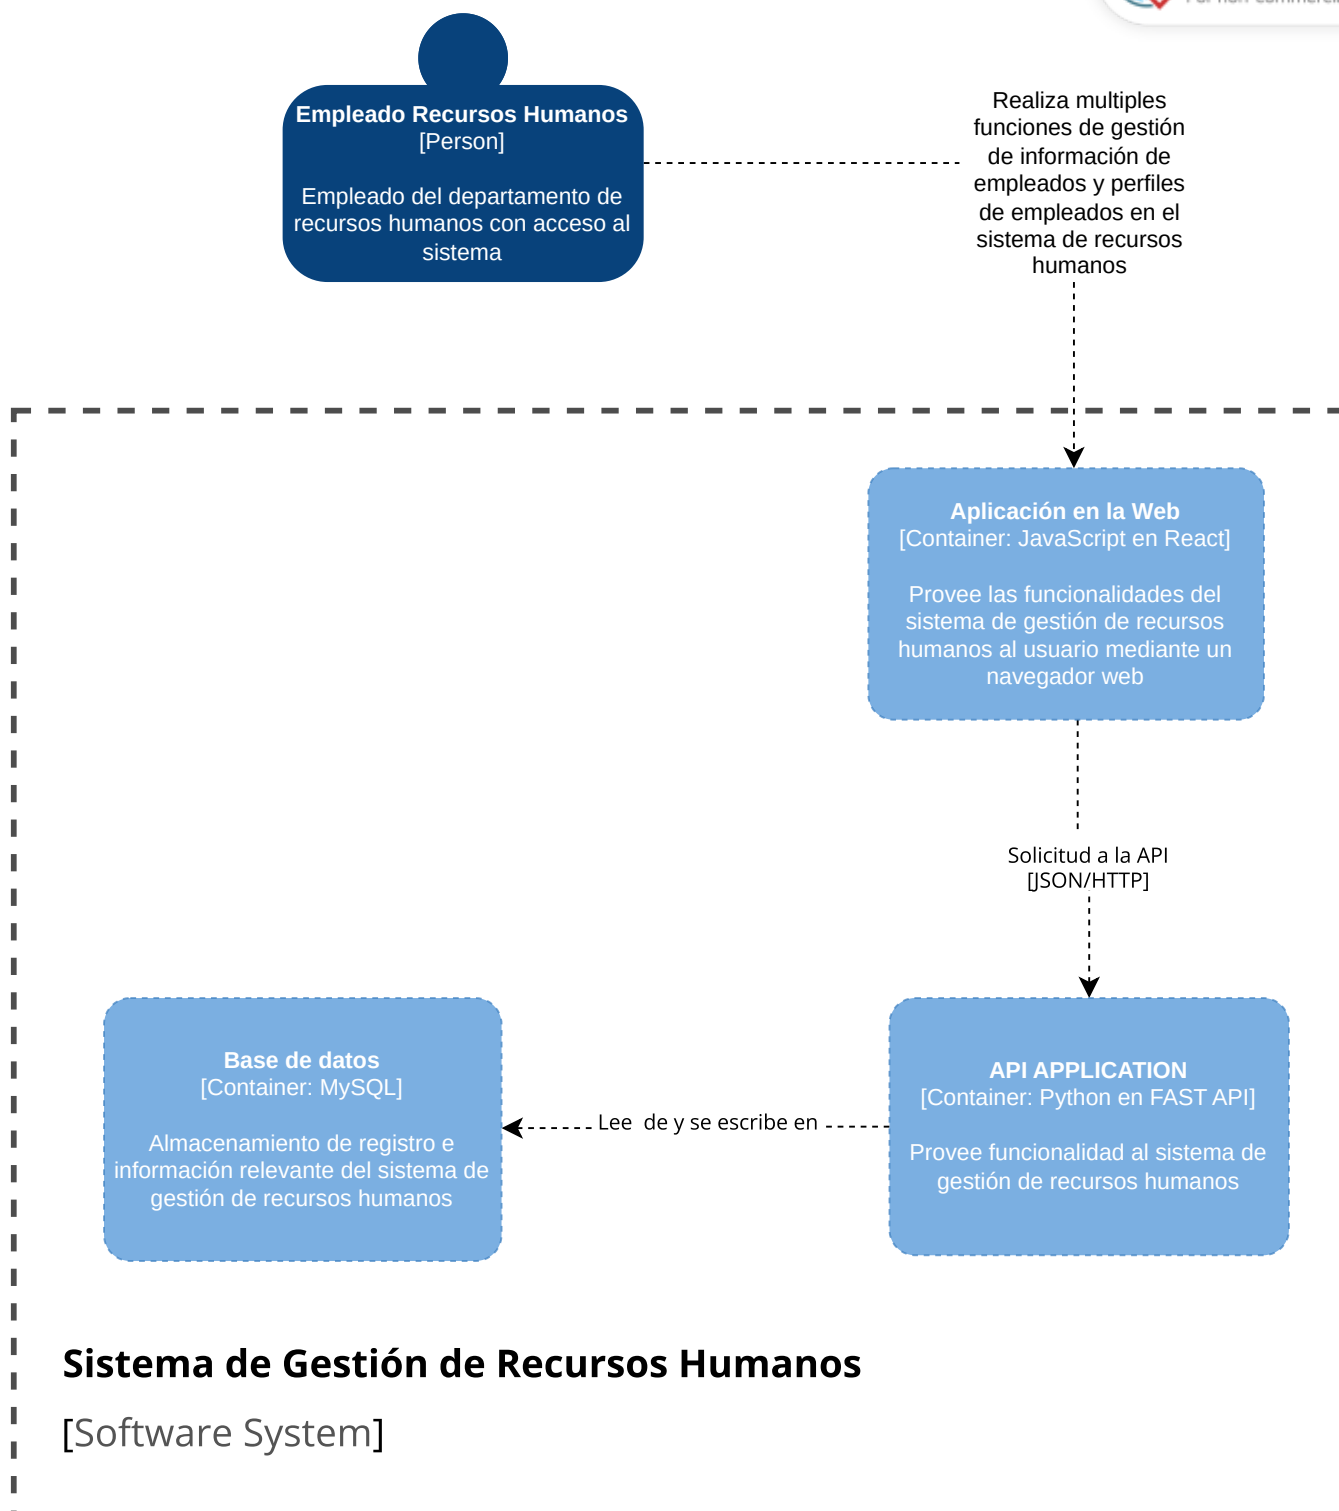 For non-commercial
Empleado Recursos Humanos
[Person]
Empleado del departamento de
recursos humanos con acceso al
sistema
Realiza multiples
funciones de gestión
de información de
empleados y perfiles
de empleados en el
sistema de recursos
humanos
Aplicación en la Web
[Container: JavaScript en React]
Provee las funcionalidades del
sistema de gestión de recursos
humanos al usuario mediante un
navegador web
Solicitud a la API
[JSON/HTTP]
Base de datos
[Container: MySQL]
Almacenamiento de registro e
información relevante del sistema de
gestión de recursos humanos
Lee  de y se escribe en
API APPLICATION
[Container: Python en FAST API]
Provee funcionalidad al sistema de
gestión de recursos humanos
Sistema de Gestión de Recursos Humanos
[Software System]